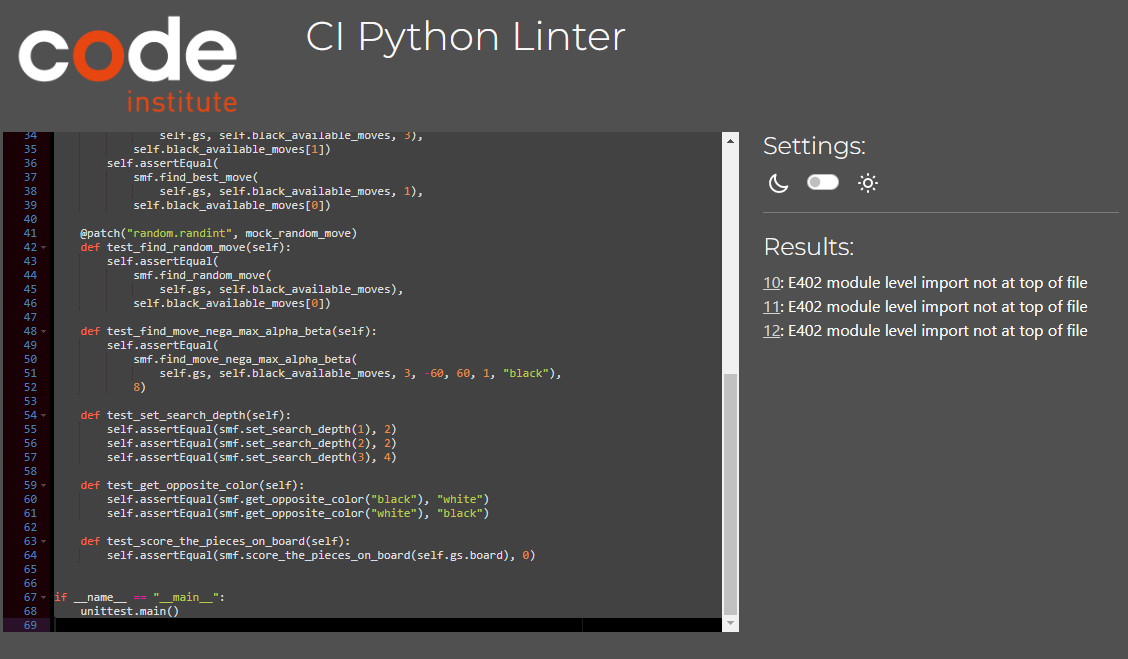 code
institute
CI Python Linter
34 self.gs, self.black_available_moves, 3),
35 self.black_available_moves[1])
36 self.assertEqual(
37 smf.find_best_move(
38 self.gs, self.black_available_moves, 1),
39 self.black_available_moves[0])
40
41 @patch("random.randint", mock_random_move)
42 def test_find_random_move(self):
43 self.assertEqual(
44 smf.find_random_move(
45 self.gs, self.black_available_moves),
46 self.black_available_moves[0])
47
48 def test_find_move_nega_max_alpha_beta(self):
49 self.assertEqual(
50 smf.find_move_nega_max_alpha_beta(
51 self.gs, self.black_available_moves, 3, -60, 60, 1, "black"),
52 8)
53
54 def test_set_search_depth(self):
55 self.assertEqual(smf.set_search_depth(1), 2)
56 self.assertEqual(smf.set_search_depth(2), 2)
57 self.assertEqual(smf.set_search_depth(3), 4)
58
59 def test_get_opposite_color(self):
60 self.assertEqual(smf.get_opposite_color("black"), "white")
61 self.assertEqual(smf.get_opposite_color("white"), "black")
62
63 def test_score_the_pieces_on_board(self):
64 self.assertEqual(smf.score_the_pieces_on_board(self.gs.board), 0)
65
66
67 if __name__ == "__main__":
68 unittest.main()
69
Settings:
Results:
10: E402 module level import not at top of file
11: E402 module level import not at top of file
12: E402 module level import not at top of file